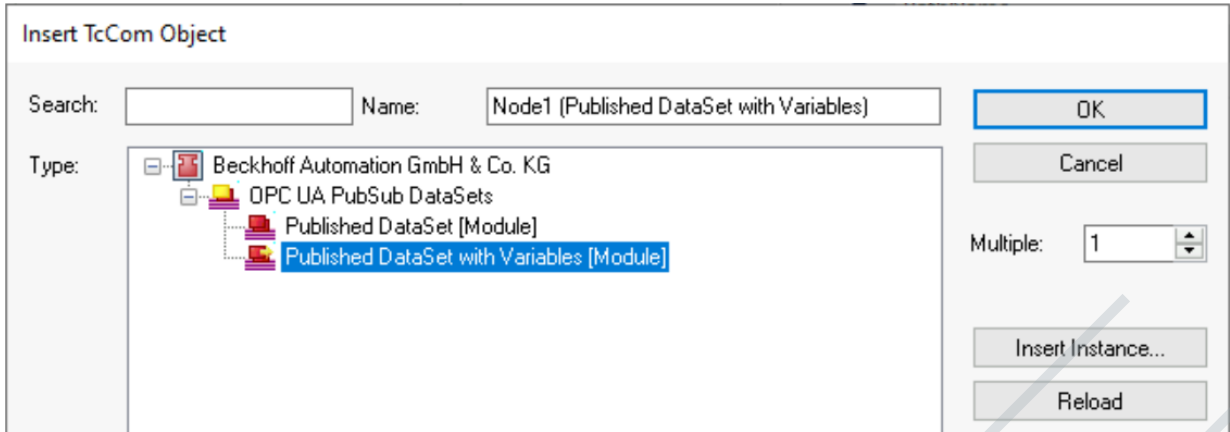 Insert TcCom Object
Search:
Name:
Node1 (Published DataSet with Variables)
OK
Type:
Beckhoff Automation GmbH & Co. KG
Cancel
OPC UA PubSub DataSets
Published DataSet [Module]
Published DataSet with Variables [Module]
Multiple:
1
Insert Instance...
Reload